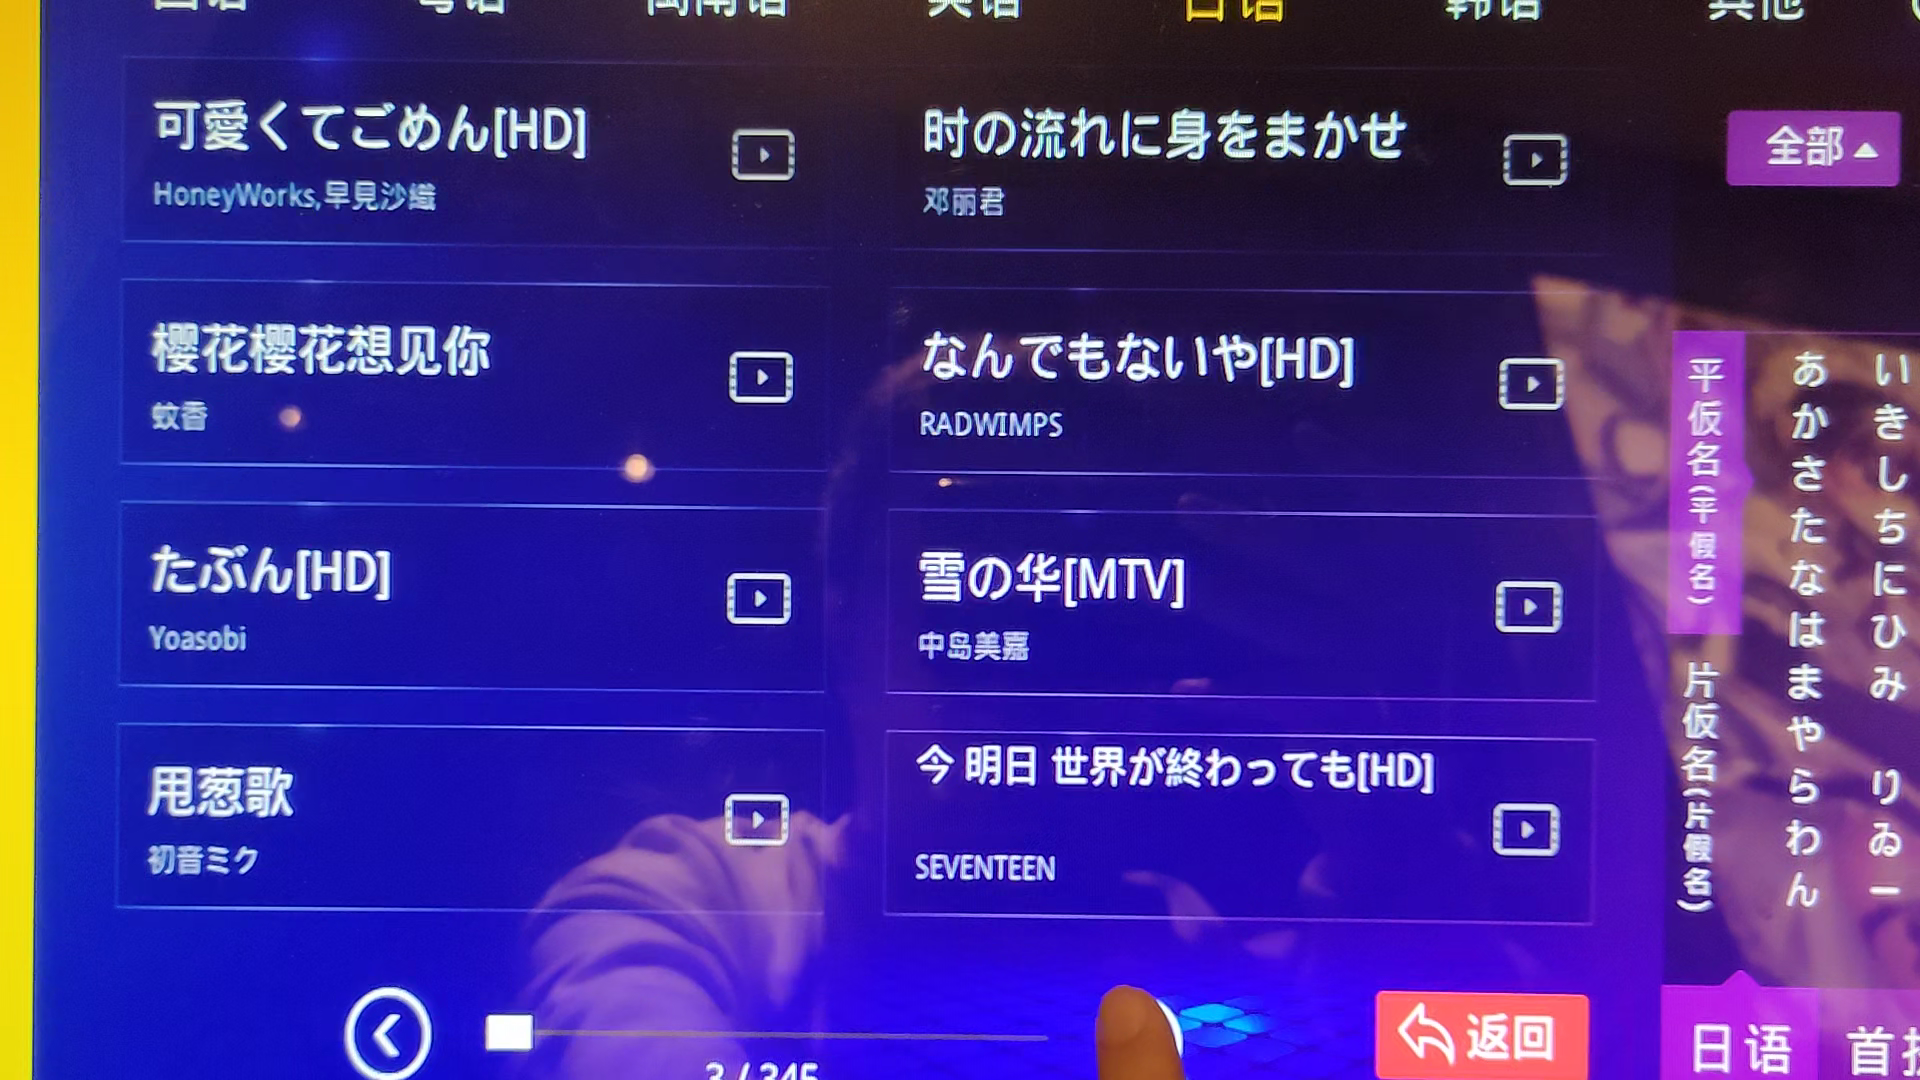 国语 粤语 闽南语 英语 日语 韩语 其他
可愛くてごめん[HD]
HoneyWorks,早見沙織
时の流れに身をまかせ
邓丽君
全部
櫻花櫻花想见你
蚊香
なんでもないや[HD]
RADWIMPS
たぶん[HD]
Yoasobi
雪の华[MTV]
中岛美嘉
甩葱歌
初音ミク
今 明日 世界が終わっても[HD]
SEVENTEEN
平仮名(平假名)
片仮名(片假名)
あかさたなはまやらわん
いきしちにひみ りゐー
3 / 345
返回
日语
首